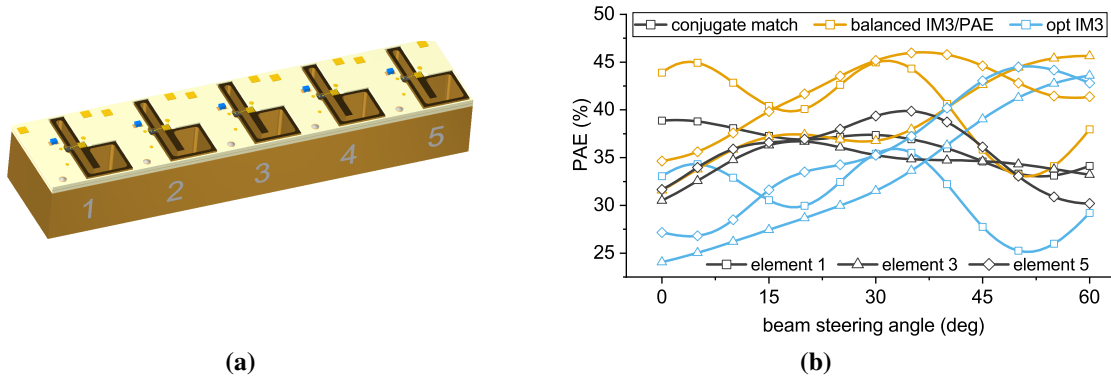 1
2
3
4
5
(a)
50
45
40
35
30
25
PAE (%)
conjugate match
balanced IM3/PAE
opt IM3
element 1
element 3
element 5
0
15
30
45
60
beam steering angle (deg)
(b)